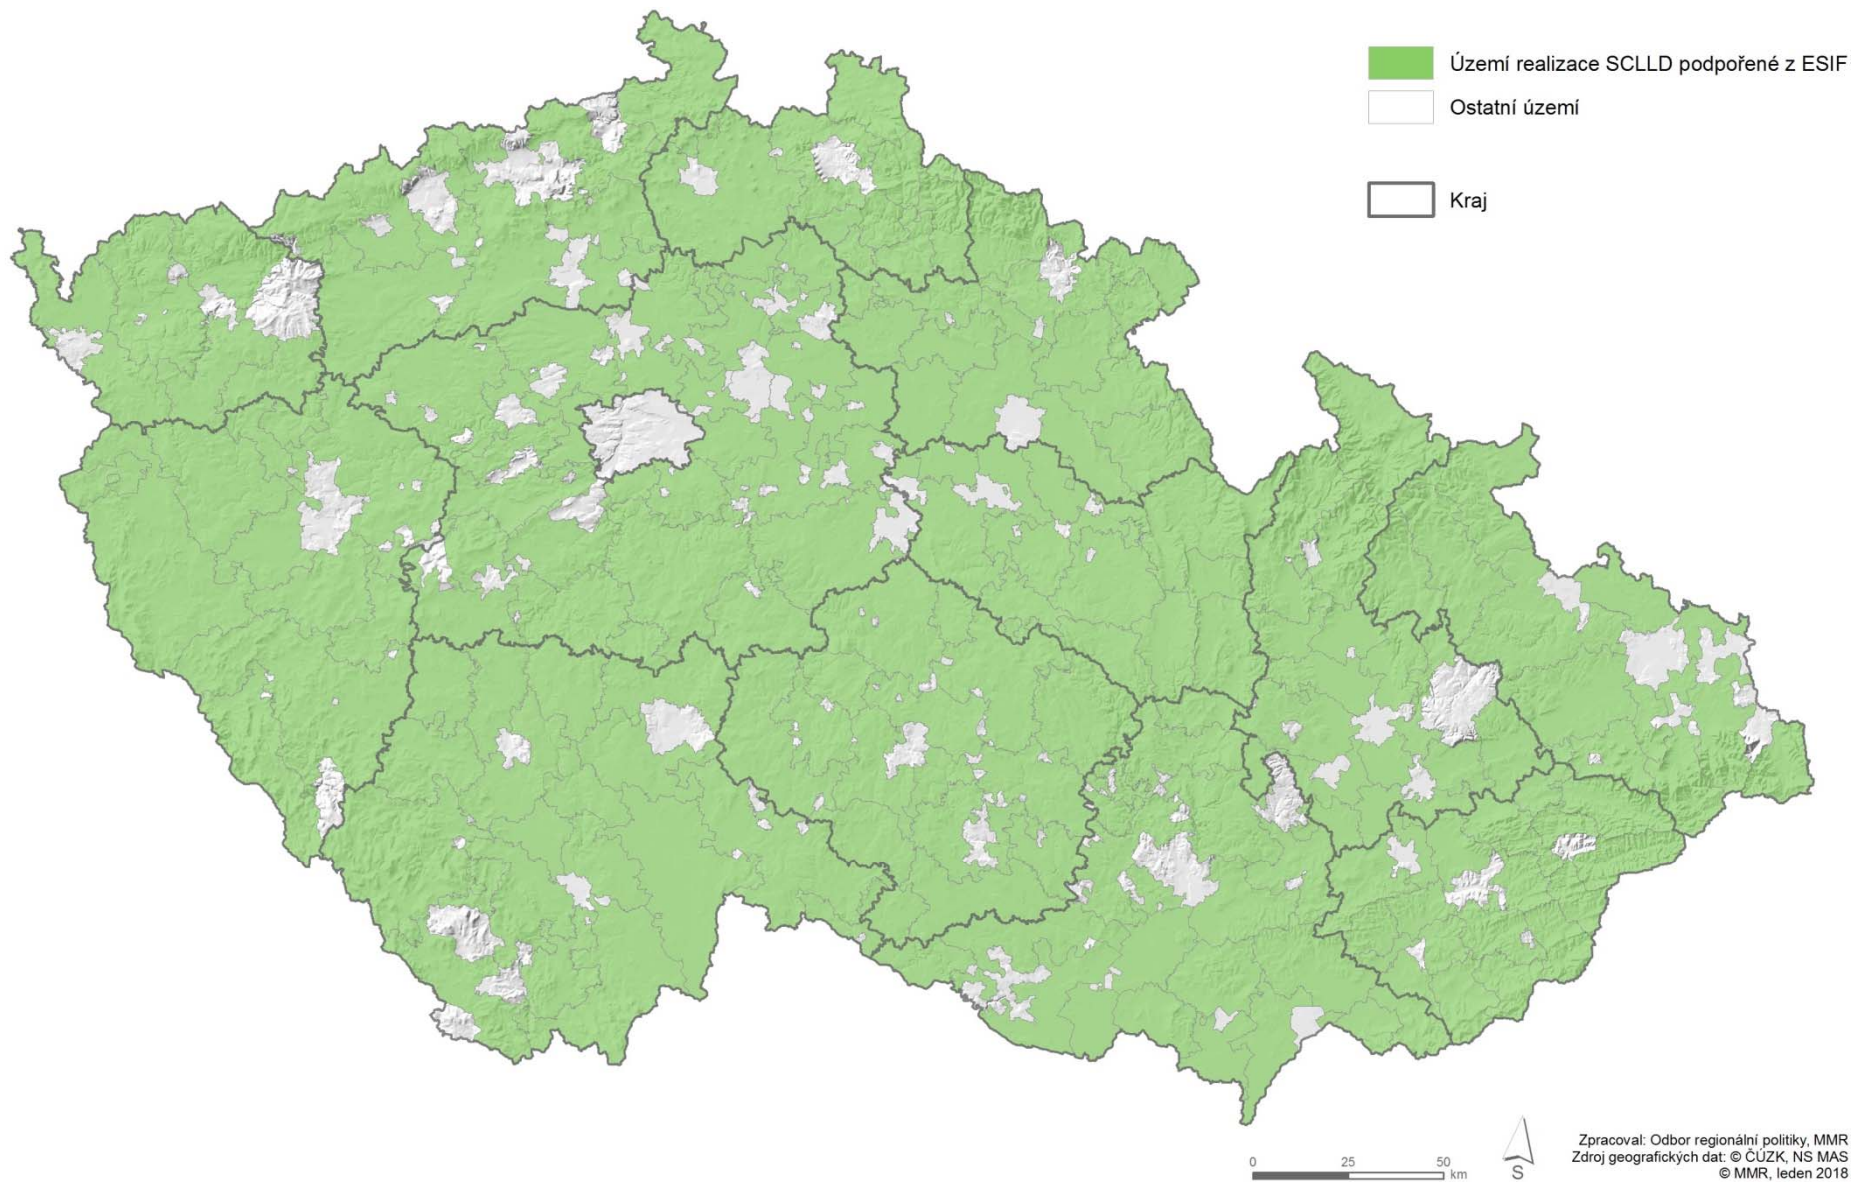 Území realizace SCLLD podpořené z ESIF
Ostatní území
Kraj
0 25 50
km
S
Zpracoval: Odbor regionální politiky, MMR
Zdroj geografických dat: © ČÚZK, NS MAS
© MMR, leden 2018